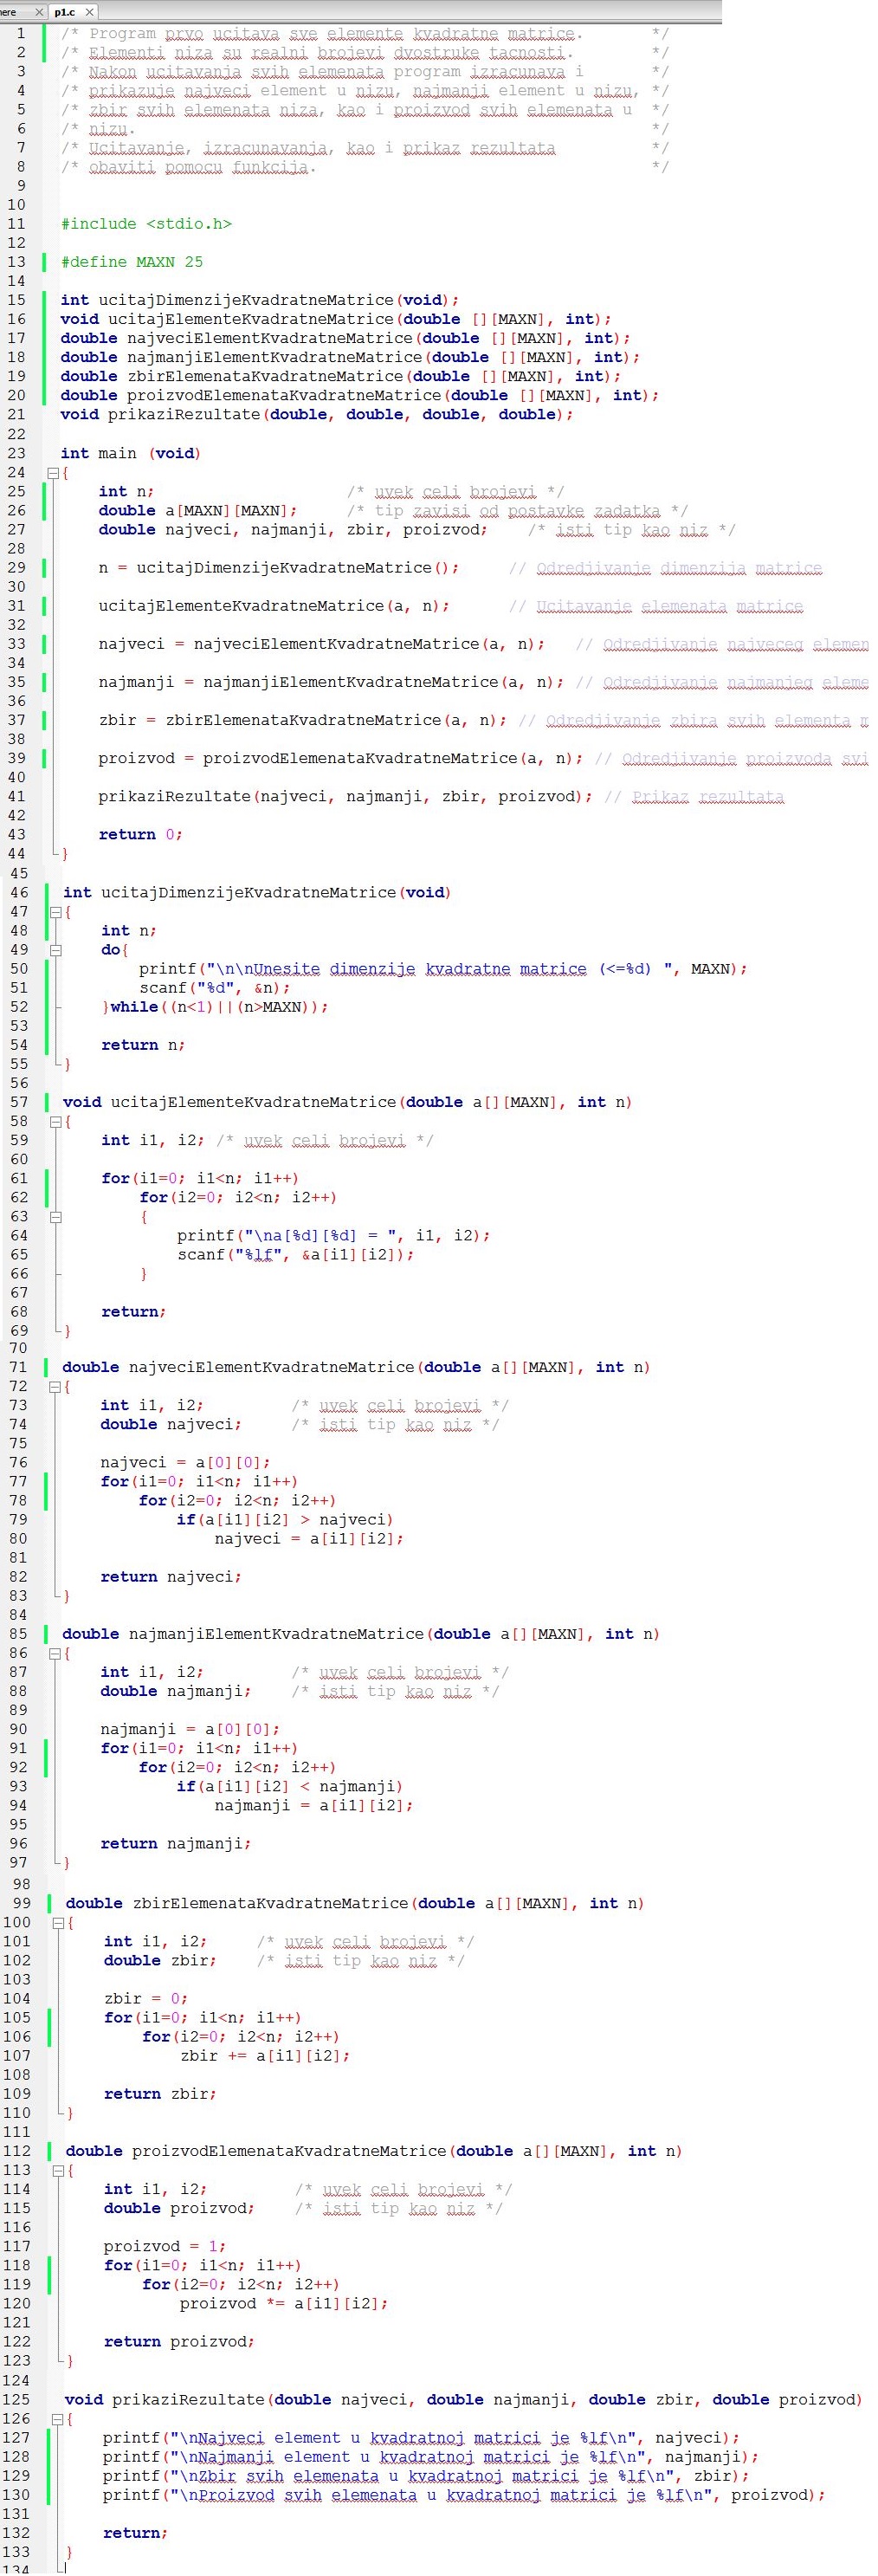 nere × p1.c ×
1 /* Program prvo ucitava sve elemente kvadratne matrice. */
2 /* Elementi niza su realni brojevi dvostruke tacnosti. */
3 /* Nakon ucitavanja svih elemenata program izracunava i */
4 /* prikazuje najveci element u nizu, najmanji element u nizu, */
5 /* zbir svih elemenata niza, kao i proizvod svih elemenata u */
6 /* nizu. */
7 /* Ucitavanje, izracunavanja, kao i prikaz rezultata */
8 /* obaviti pomocu funkcija. */
9
10
11 #include <stdio.h>
12
13 #define MAXN 25
14
15 int ucitajDimenzijeKvadratneMatrice(void);
16 void ucitajElementeKvadratneMatrice(double [][MAXN], int);
17 double najveciElementKvadratneMatrice(double [][MAXN], int);
18 double najmanjiElementKvadratneMatrice(double [][MAXN], int);
19 double zbirElemenataKvadratneMatrice(double [][MAXN], int);
20 double proizvodElemenataKvadratneMatrice(double [][MAXN], int);
21 void prikaziRezultate(double, double, double, double);
22
23 int main (void)
24 {
25 int n; /* uvek celi brojevi */
26 double a[MAXN][MAXN]; /* tip zavisi od postavke zadatka */
27 double najveci, najmanji, zbir, proizvod; /* isti tip kao niz */
28
29 n = ucitajDimenzijeKvadratneMatrice(); // Odredjivanje dimenzija matrice
30
31 ucitajElementeKvadratneMatrice(a, n); // Ucitavanje elemenata matrice
32
33 najveci = najveciElementKvadratneMatrice(a, n); // Odredjivanje najveceg elemen
34
35 najmanji = najmanjiElementKvadratneMatrice(a, n); // Odredjivanje najmanjeg eleme
36
37 zbir = zbirElemenataKvadratneMatrice(a, n); // Odredjivanje zbira svih elementa m
38
39 proizvod = proizvodElemenataKvadratneMatrice(a, n); // Odredjivanje proizvoda svi
40
41 prikaziRezultate(najveci, najmanji, zbir, proizvod); // Prikaz rezultata
42
43 return 0;
44 }
45
46 int ucitajDimenzijeKvadratneMatrice(void)
47 {
48 int n;
49 do{
50 printf("\n\nUnesite dimenzije kvadratne matrice (<=%d) ", MAXN);
51 scanf("%d", &n);
52 }while((n<1)||(n>MAXN));
53
54 return n;
55 }
56
57 void ucitajElementeKvadratneMatrice(double a[][MAXN], int n)
58 {
59 int i1, i2; /* uvek celi brojevi */
60
61 for(i1=0; i1<n; i1++)
62 for(i2=0; i2<n; i2++)
63 {
64 printf("\na[%d][%d] = ", i1, i2);
65 scanf("%lf", &a[i1][i2]);
66 }
67
68 return;
69 }
70
71 double najveciElementKvadratneMatrice(double a[][MAXN], int n)
72 {
73 int i1, i2; /* uvek celi brojevi */
74 double najveci; /* isti tip kao niz */
75
76 najveci = a[0][0];
77 for(i1=0; i1<n; i1++)
78 for(i2=0; i2<n; i2++)
79 if(a[i1][i2] > najveci)
80 najveci = a[i1][i2];
81
82 return najveci;
83 }
84
85 double najmanjiElementKvadratneMatrice(double a[][MAXN], int n)
86 {
87 int i1, i2; /* uvek celi brojevi */
88 double najmanji; /* isti tip kao niz */
89
90 najmanji = a[0][0];
91 for(i1=0; i1<n; i1++)
92 for(i2=0; i2<n; i2++)
93 if(a[i1][i2] < najmanji)
94 najmanji = a[i1][i2];
95
96 return najmanji;
97 }
98
99 double zbirElemenataKvadratneMatrice(double a[][MAXN], int n)
100 {
101 int i1, i2; /* uvek celi brojevi */
102 double zbir; /* isti tip kao niz */
103
104 zbir = 0;
105 for(i1=0; i1<n; i1++)
106 for(i2=0; i2<n; i2++)
107 zbir += a[i1][i2];
108
109 return zbir;
110 }
111
112 double proizvodElemenataKvadratneMatrice(double a[][MAXN], int n)
113 {
114 int i1, i2; /* uvek celi brojevi */
115 double proizvod; /* isti tip kao niz */
116
117 proizvod = 1;
118 for(i1=0; i1<n; i1++)
119 for(i2=0; i2<n; i2++)
120 proizvod *= a[i1][i2];
121
122 return proizvod;
123 }
124
125 void prikaziRezultate(double najveci, double najmanji, double zbir, double proizvod)
126 {
127 printf("\nNajveci element u kvadratnoj matrici je %lf\n", najveci);
128 printf("\nNajmanji element u kvadratnoj matrici je %lf\n", najmanji);
129 printf("\nZbir svih elemenata u kvadratnoj matrici je %lf\n", zbir);
130 printf("\nProizvod svih elemenata u kvadratnoj matrici je %lf\n", proizvod);
131
132 return;
133 }
134